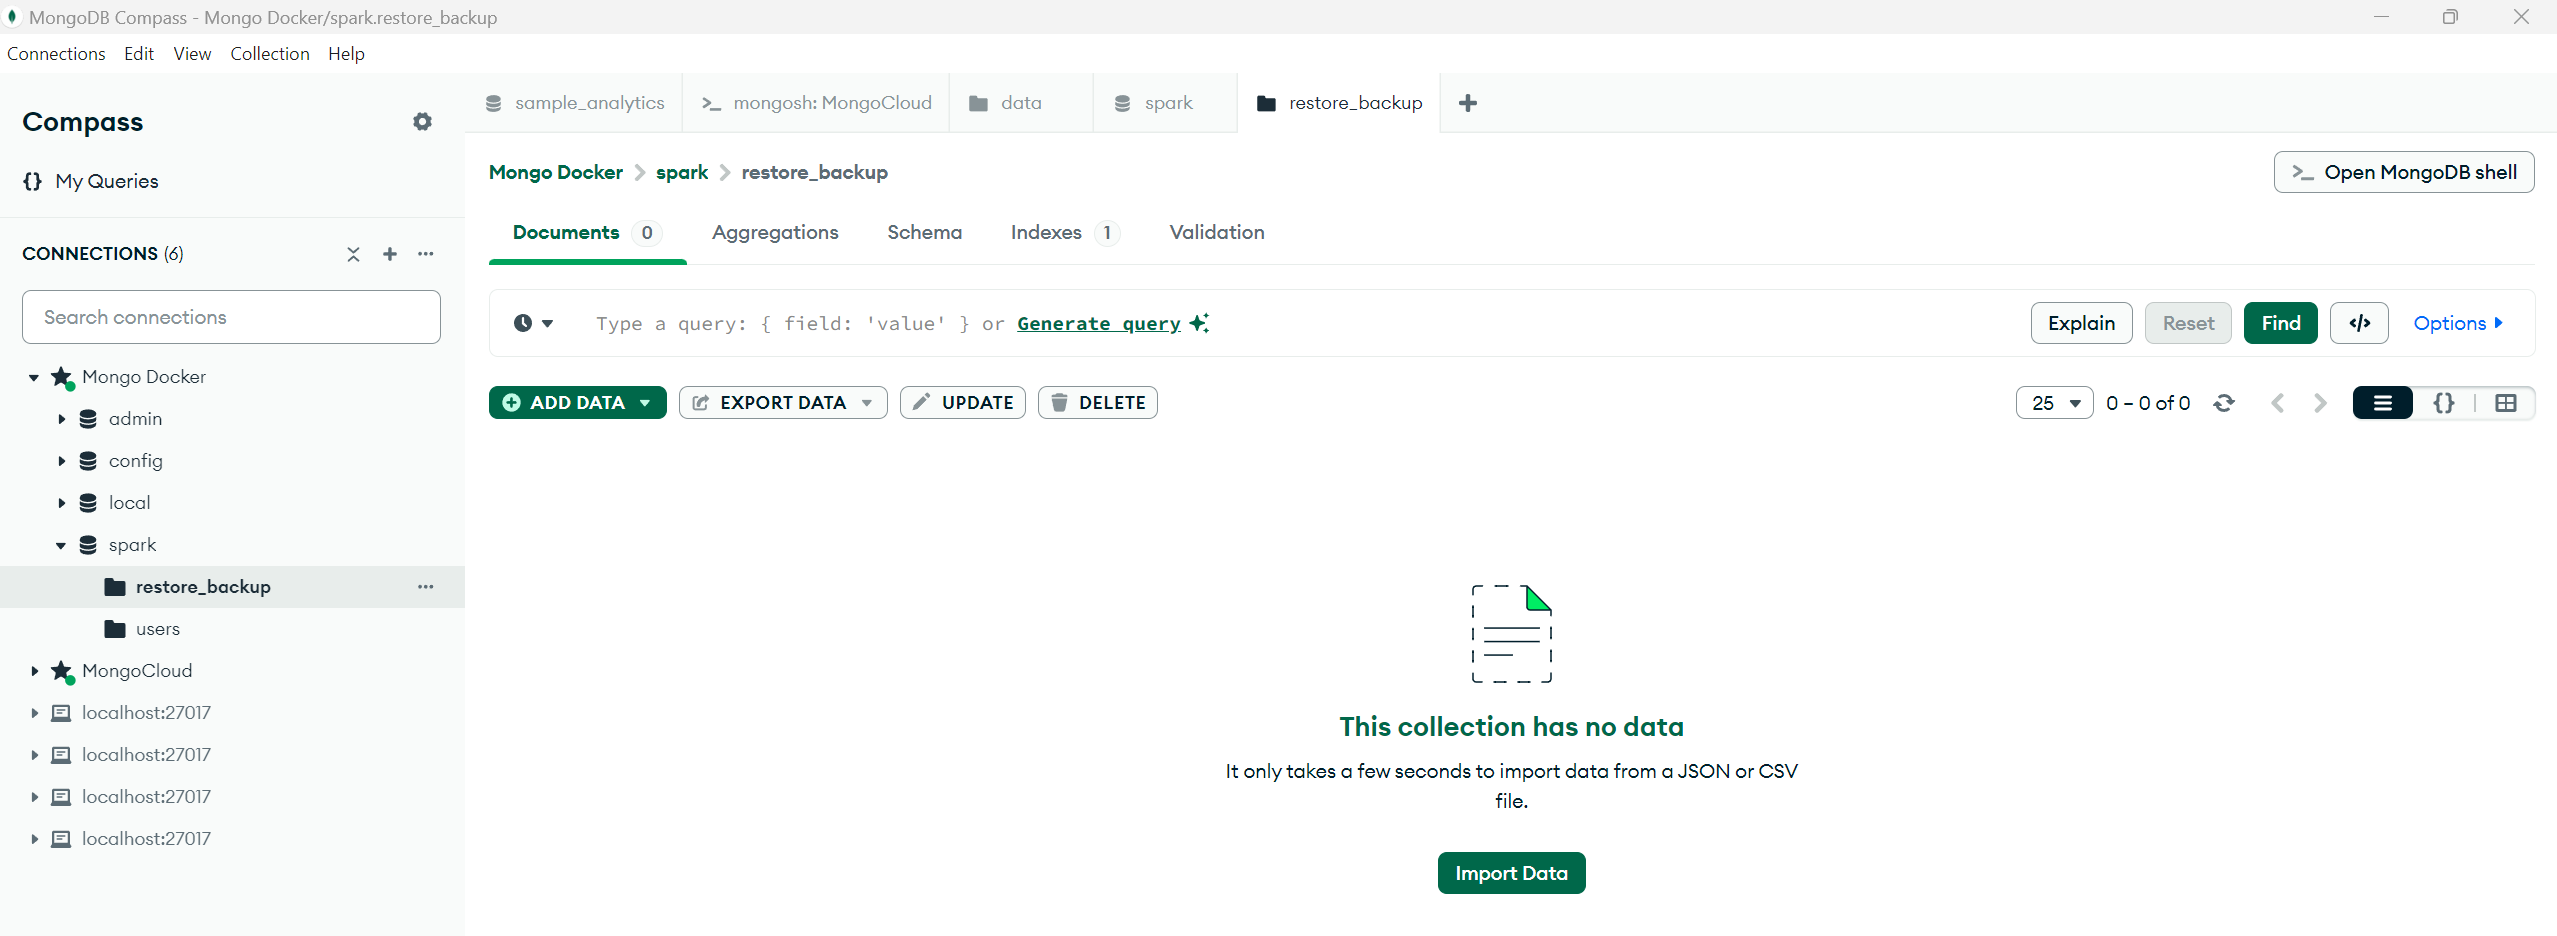 MongoDB Compass - Mongo Docker/spark.restore_backup
Connections Edit View Collection Help
Compass
My Queries
CONNECTIONS (6)
Search connections
Mongo Docker
admin
config
local
spark
restore_backup
users
MongoCloud
localhost:27017
localhost:27017
localhost:27017
localhost:27017
sample_analytics mongosh: MongoCloud data spark restore_backup
Mongo Docker spark restore_backup
Open MongoDB shell
Documents 0 Aggregations Schema Indexes 1 Validation
Type a query: { field: 'value' } or Generate query
Explain Reset Find </> Options
ADD DATA EXPORT DATA UPDATE DELETE
25 0 – 0 of 0
This collection has no data
It only takes a few seconds to import data from a JSON or CSV
file.
Import Data